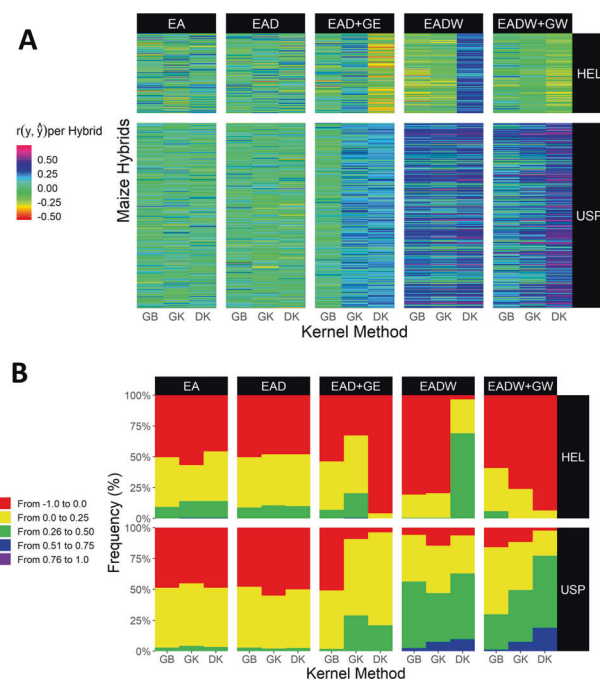 A
EA EAD EAD+GE EADW EADW+GW
HEL
r(y, ŷ)per Hybrid
0.50
0.25
0.00
-0.25
-0.50
Maize Hybrids
USP
GB GK DK GB GK DK GB GK DK GB GK DK GB GK DK
Kernel Method
B
EA EAD EAD+GE EADW EADW+GW
100%
75%
50%
25%
0%
HEL
From -1.0 to 0.0
From 0.0 to 0.25
From 0.26 to 0.50
From 0.51 to 0.75
From 0.76 to 1.0
Frequency (%)
100%
75%
50%
25%
0%
USP
GB GK DK GB GK DK GB GK DK GB GK DK GB GK DK
Kernel Method